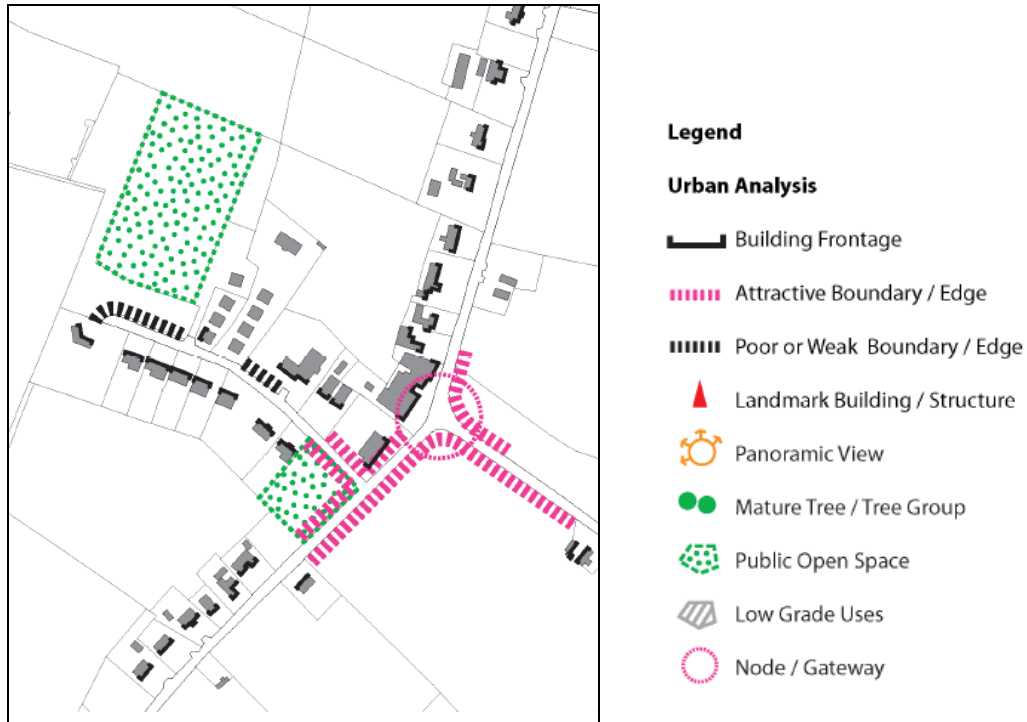 Legend
Urban Analysis
Building Frontage
Attractive Boundary / Edge
Poor or Weak Boundary / Edge
Landmark Building / Structure
Panoramic View
Mature Tree / Tree Group
Public Open Space
Low Grade Uses
Node / Gateway